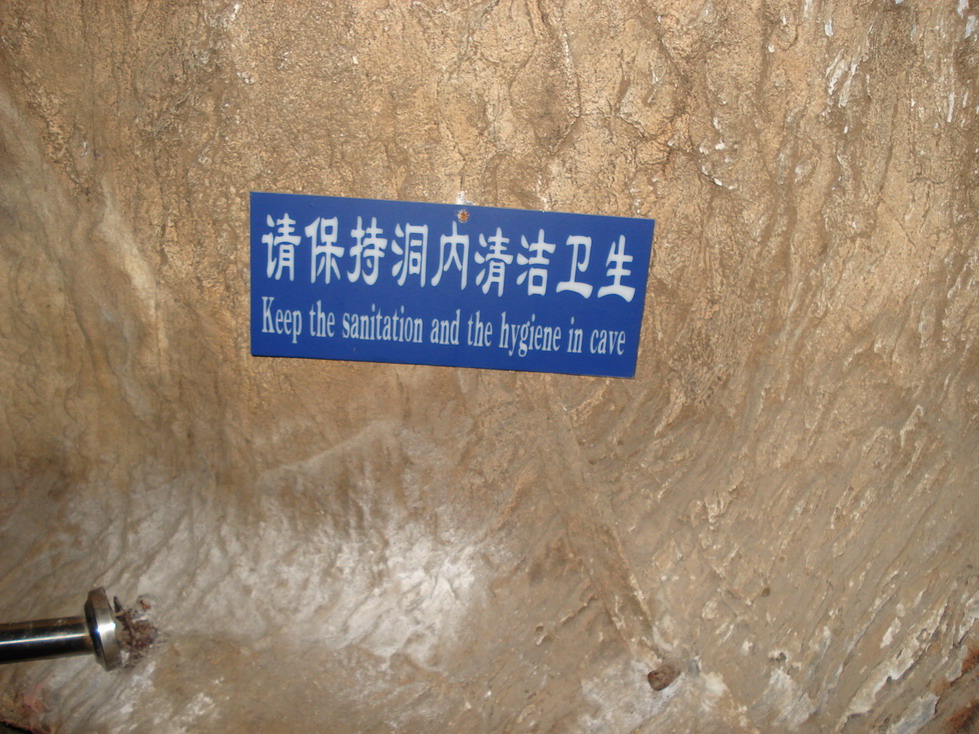 请保持洞内清洁卫生
Keep the sanitation and the hygiene in cave